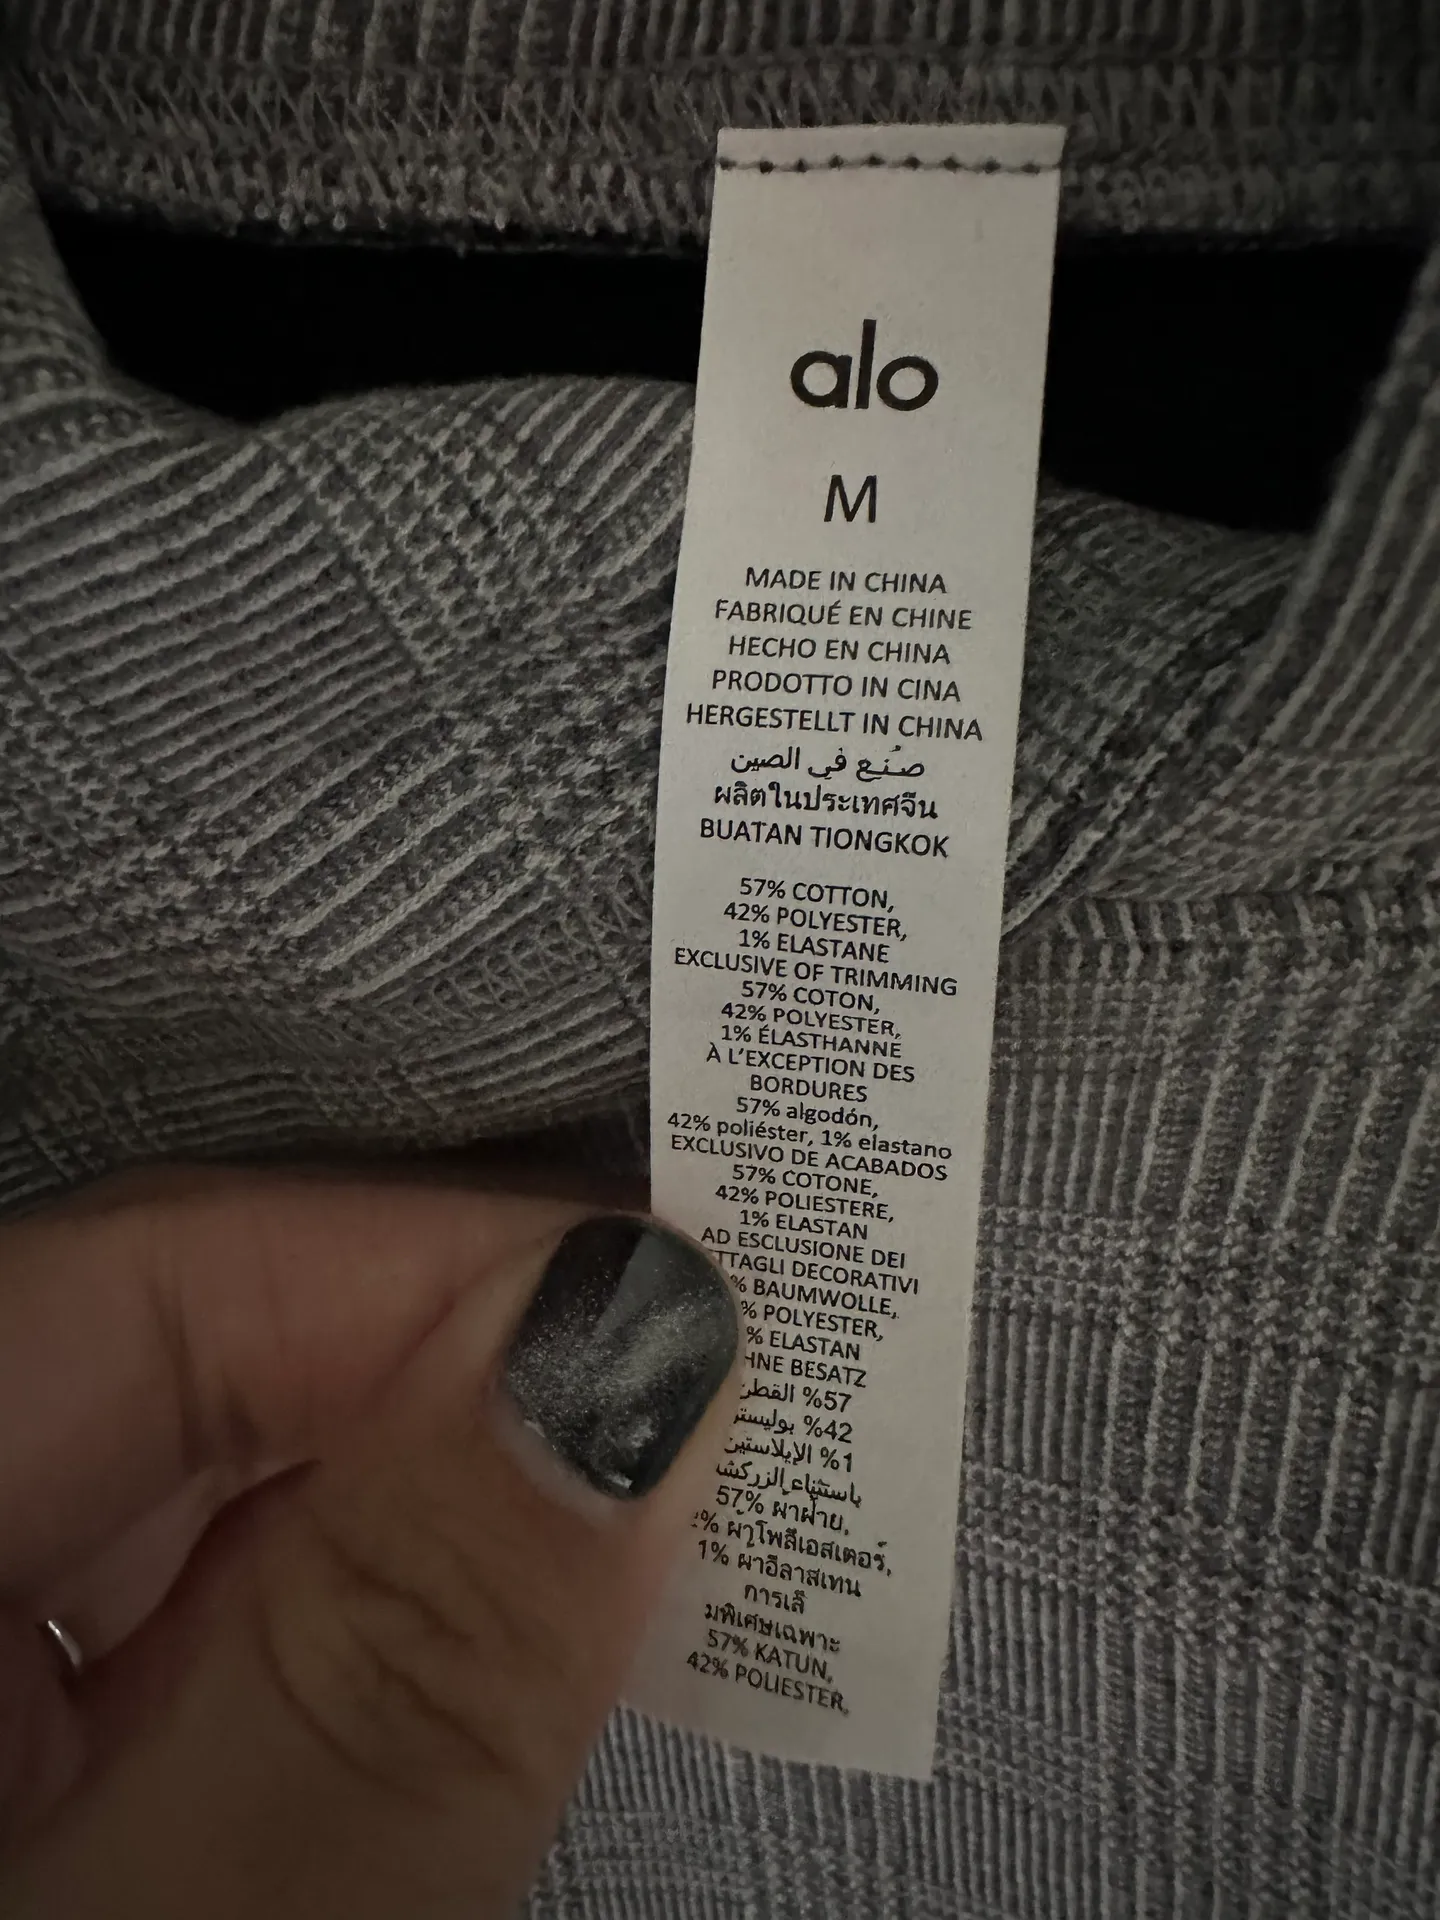 alo
M
MADE IN CHINA
FABRIQUÉ EN CHINE
HECHO EN CHINA
PRODOTTO IN CINA
HERGESTELLT IN CHINA
صُنِع في الصين
ผลิตในประเทศจีน
BUATAN TIONGKOK
57% COTTON,
42% POLYESTER,
1% ELASTANE
EXCLUSIVE OF TRIMMING
57% COTON,
42% POLYESTER,
1% ÉLASTHANNE
À L'EXCEPTION DES
BORDURES
57% algodón,
42% poliéster, 1% elastano
EXCLUSIVO DE ACABADOS
57% COTONE,
42% POLIESTERE,
1% ELASTAN
AD ESCLUSIONE DEI
DECORATIVI
% BAUMWOLLE,
% POLYESTER,
% ELASTAN
BESATZ
57% القطن
42% بوليستر
1% الإيلاستين
باستثناء الزركش
57% ผ้าฝ้าย,
% ผ้าโพลีเอสเตอร์,
1% ผ้าอีลาสเทน
การเล็
มพิเศษเฉพาะ
57% KATUN,
42% POLIESTER,